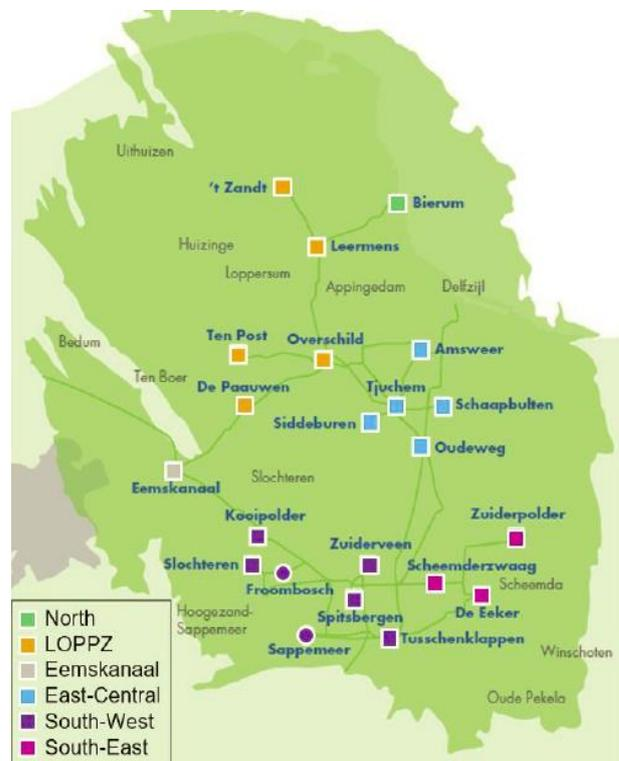 Uithuizen
't Zandt
Bierum
Huizinge
Leermens
Loppersum
Appingedam
Delfzijl
Bedum
Ten Post
Overschild
Amsweer
Ten Boer
De Paauwen
Tjuchem
Siddeburen
Schaapbulten
Oudeweg
Eemskanaal
Slochteren
Kooipolder
Zuiderpolder
Slochteren
Zuiderveen
Scheemderzwaag
Froombosch
Scheemda
Hoogezand-
Sappemeer
Spitsbergen
De Eeker
Sappemeer
Tusschenklappen
Winschoten
Oude Pekela
North
LOPPZ
Eemskanaal
East-Central
South-West
South-East